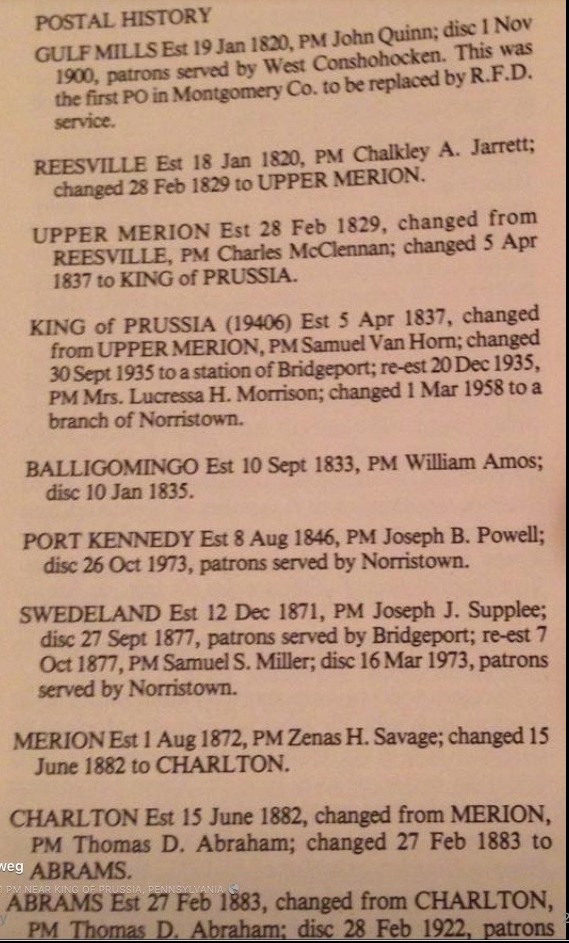 POSTAL HISTORY
GULF MILLS Est 19 Jan 1820, PM John Quinn; disc 1 Nov
1900, patrons served by West Conshohocken. This was
the first PO in Montgomery Co. to be replaced by R.F.D.
service.
REESVILLE Est 18 Jan 1820, PM Chalkley A. Jarrett;
changed 28 Feb 1829 to UPPER MERION.
UPPER MERION Est 28 Feb 1829, changed from
REESVILLE, PM Charles McClennan; changed 5 Apr
1837 to KING of PRUSSIA.
KING of PRUSSIA (19406) Est 5 Apr 1837, changed
from UPPER MERION, PM Samuel Van Horn; changed
30 Sept 1935 to a station of Bridgeport; re-est 20 Dec 1935,
PM Mrs. Lucressa H. Morrison; changed 1 Mar 1958 to a
branch of Norristown.
BALLIGOMINGO Est 10 Sept 1833, PM William Amos;
disc 10 Jan 1835.
PORT KENNEDY Est 8 Aug 1846, PM Joseph B. Powell;
disc 26 Oct 1973, patrons served by Norristown.
SWEDELAND Est 12 Dec 1871, PM Joseph J. Supplee;
disc 27 Sept 1877, patrons served by Bridgeport; re-est 7
Oct 1877, PM Samuel S. Miller; disc 16 Mar 1973, patrons
served by Norristown.
MERION Est 1 Aug 1872, PM Zenas H. Savage; changed 15
June 1882 to CHARLTON.
CHARLTON Est 15 June 1882, changed from MERION,
PM Thomas D. Abraham; changed 27 Feb 1883 to
weg
ABRAMS.
PM NEAR KING OF PRUSSIA, PENNSYLVANIA
ABRAMS Est 27 Feb 1883, changed from CHARLTON,
PM Thomas D. Abraham; disc 28 Feb 1922, patrons